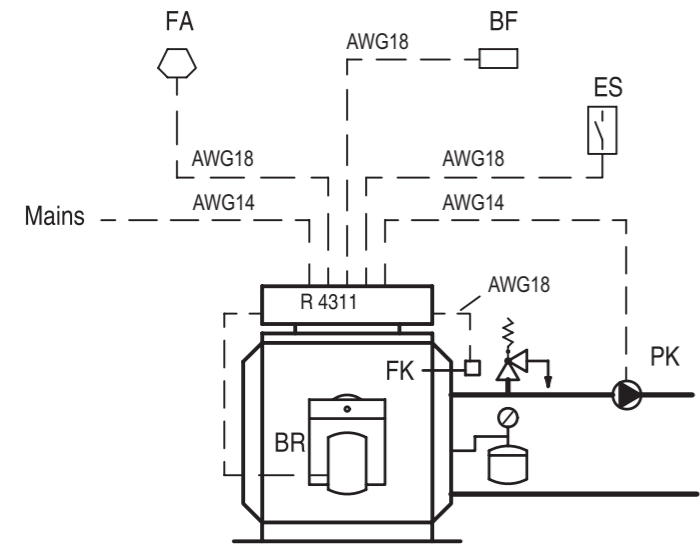 FA
BF
AWG18
ES
AWG18
AWG18
Mains
AWG14
AWG14
R 4311
AWG18
FK
PK
BR